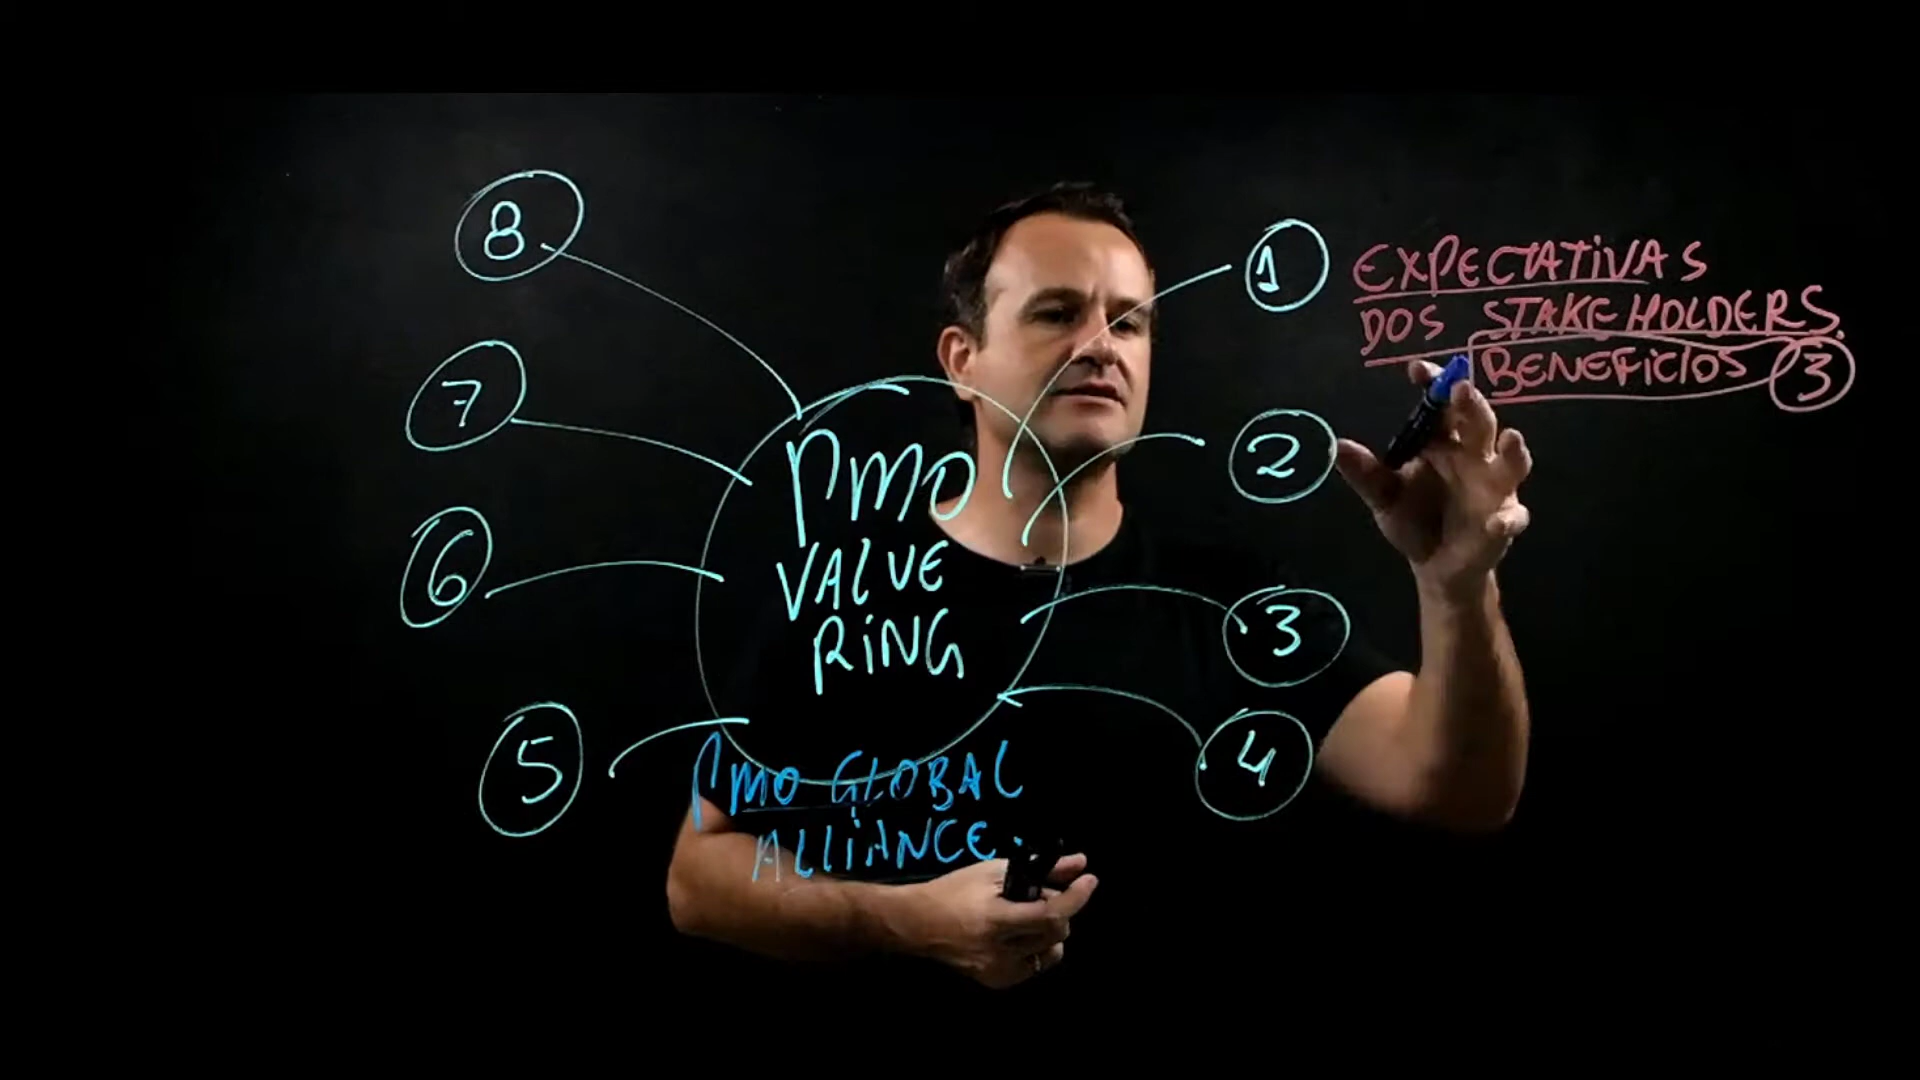 8
7
6
5
PMO
VALUE
RING
PMO GLOBAL
ALLIANCE.
1
EXPECTATIVAS
DOS STAKEHOLDERS.
BENEFICIOS 3
2
3
4